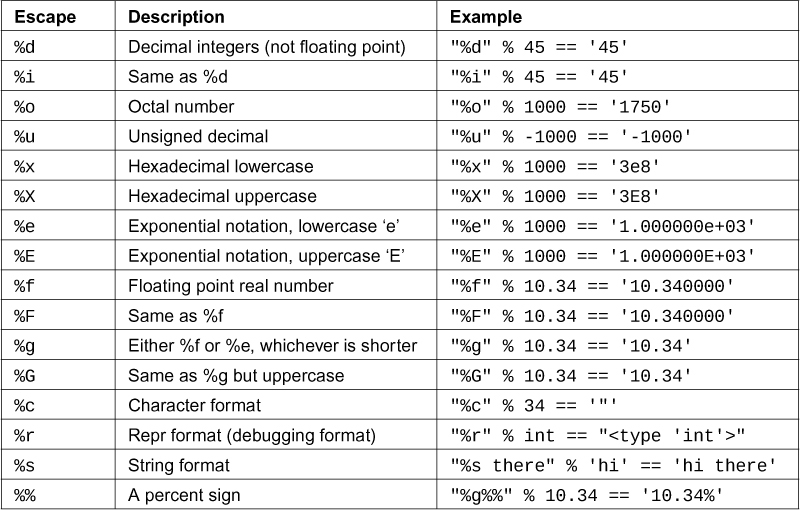 Escape Description Example
%d Decimal integers (not floating point) "%d" % 45 == '45'
%i Same as %d "%i" % 45 == '45'
%o Octal number "%o" % 1000 == '1750'
%u Unsigned decimal "%u" % -1000 == '-1000'
%x Hexadecimal lowercase "%x" % 1000 == '3e8'
%X Hexadecimal uppercase "%X" % 1000 == '3E8'
%e Exponential notation, lowercase ‘e’ "%e" % 1000 == '1.000000e+03'
%E Exponential notation, uppercase ‘E’ "%E" % 1000 == '1.000000E+03'
%f Floating point real number "%f" % 10.34 == '10.340000'
%F Same as %f "%F" % 10.34 == '10.340000'
%g Either %f or %e, whichever is shorter "%g" % 10.34 == '10.34'
%G Same as %g but uppercase "%G" % 10.34 == '10.34'
%c Character format "%c" % 34 == '"'
%r Repr format (debugging format) "%r" % int == "<type 'int'>"
%s String format "%s there" % 'hi' == 'hi there'
%% A percent sign "%g%%" % 10.34 == '10.34%'